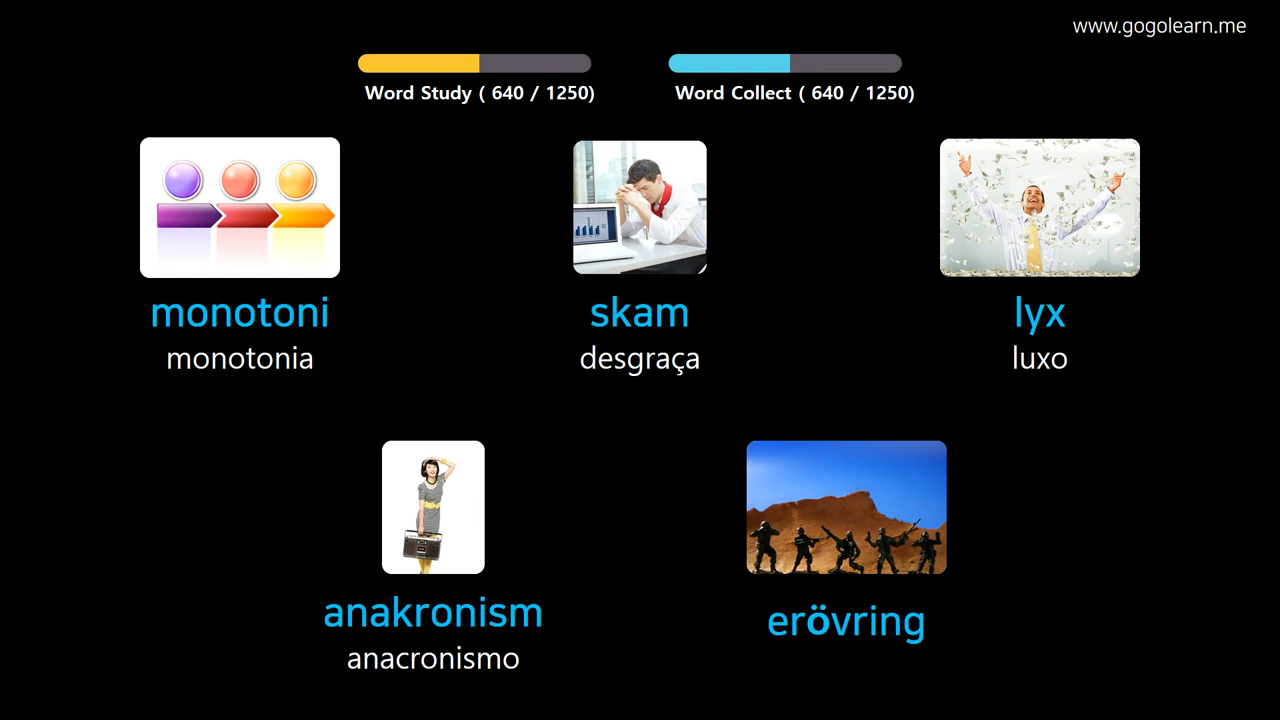 www.gogolearn.me
Word Study ( 640 / 1250)
Word Collect ( 640 / 1250)
monotoni
monotonia
skam
desgraça
lyx
luxo
anakronism
anacronismo
erövring